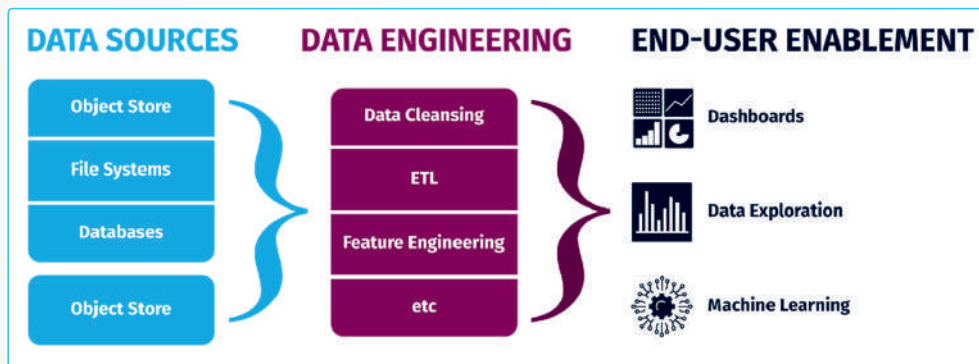 DATA SOURCES
Object Store
File Systems
Databases
Object Store
DATA ENGINEERING
Data Cleansing
ETL
Feature Engineering
etc
END-USER ENABLEMENT
Dashboards
Data Exploration
Machine Learning